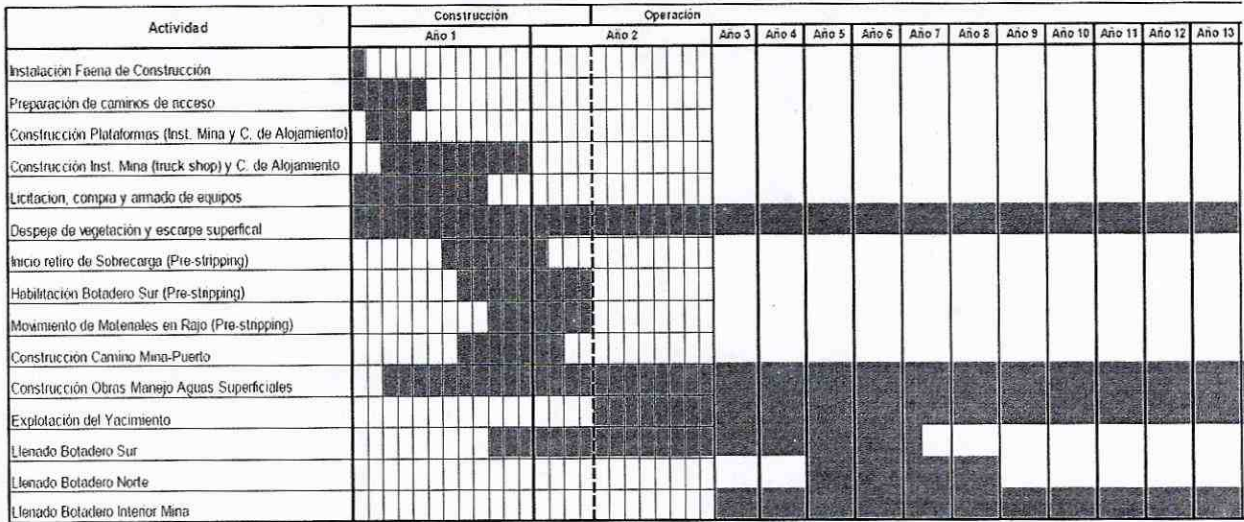 Actividad
Construcción
Operación
Año 1
Año 2
Año 3
Año 4
Año 5
Año 6
Año 7
Año 8
Año 9
Año 10
Año 11
Año 12
Año 13
Instalación Faena de Construcción
Preparación de caminos de acceso
Construcción Plataformas (Inst. Mina y C. de Alojamiento)
Construcción Inst. Mina (truck shop) y C. de Alojamiento
Licitacion, compra y armado de equipos
Despeje de vegetación y escarpe superfical
Inicio retiro de Sobrecarga (Pre-stripping)
Habilitación Botadero Sur (Pre-stripping)
Movimiento de Materiales en Rajo (Pre-stripping)
Construcción Camino Mina-Puerto
Construcción Obras Manejo Aguas Superficiales
Explotación del Yacimiento
Llenado Botadero Sur
Llenado Botadero Norte
Llenado Botadero Interior Mina